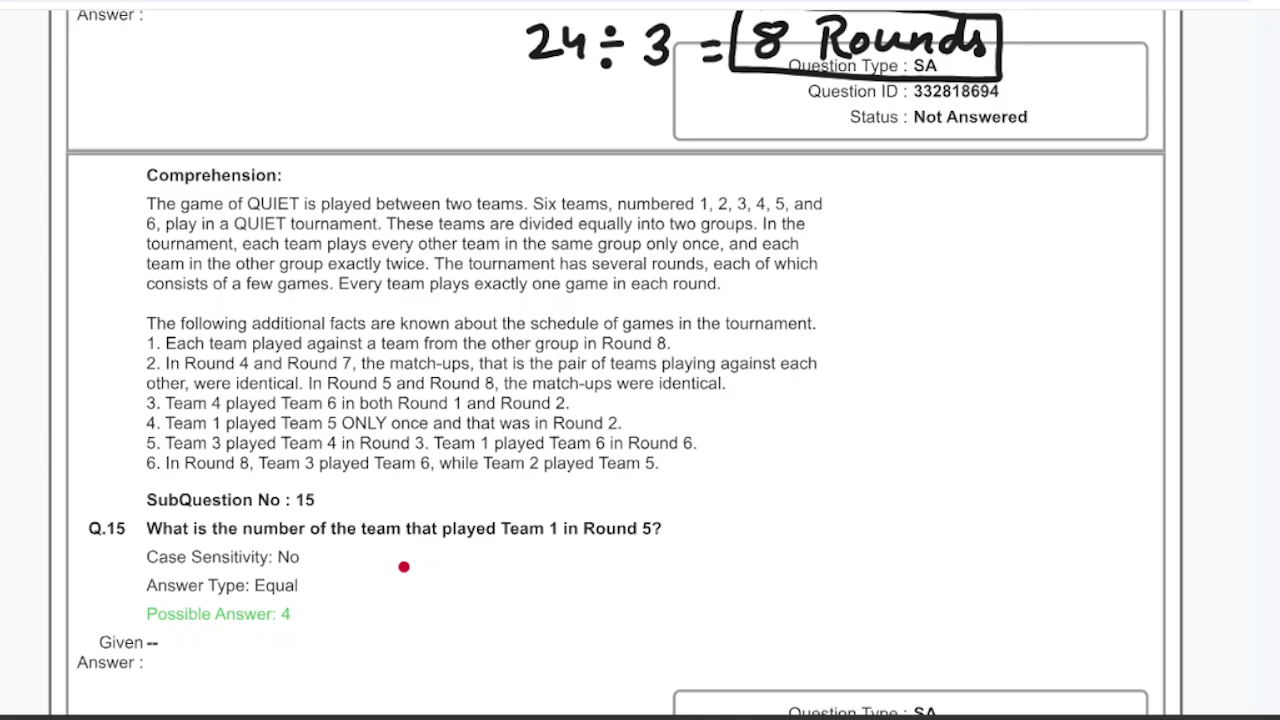 Answer :
24 ÷ 3 = 8 Rounds
Question Type : SA
Question ID : 332818694
Status : Not Answered
Comprehension:
The game of QUIET is played between two teams. Six teams, numbered 1, 2, 3, 4, 5, and
6, play in a QUIET tournament. These teams are divided equally into two groups. In the
tournament, each team plays every other team in the same group only once, and each
team in the other group exactly twice. The tournament has several rounds, each of which
consists of a few games. Every team plays exactly one game in each round.
The following additional facts are known about the schedule of games in the tournament.
1. Each team played against a team from the other group in Round 8.
2. In Round 4 and Round 7, the match-ups, that is the pair of teams playing against each
other, were identical. In Round 5 and Round 8, the match-ups were identical.
3. Team 4 played Team 6 in both Round 1 and Round 2.
4. Team 1 played Team 5 ONLY once and that was in Round 2.
5. Team 3 played Team 4 in Round 3. Team 1 played Team 6 in Round 6.
6. In Round 8, Team 3 played Team 6, while Team 2 played Team 5.
SubQuestion No : 15
Q.15 What is the number of the team that played Team 1 in Round 5?
Case Sensitivity: No
Answer Type: Equal
Possible Answer: 4
Given --
Answer :
Question Type : SA